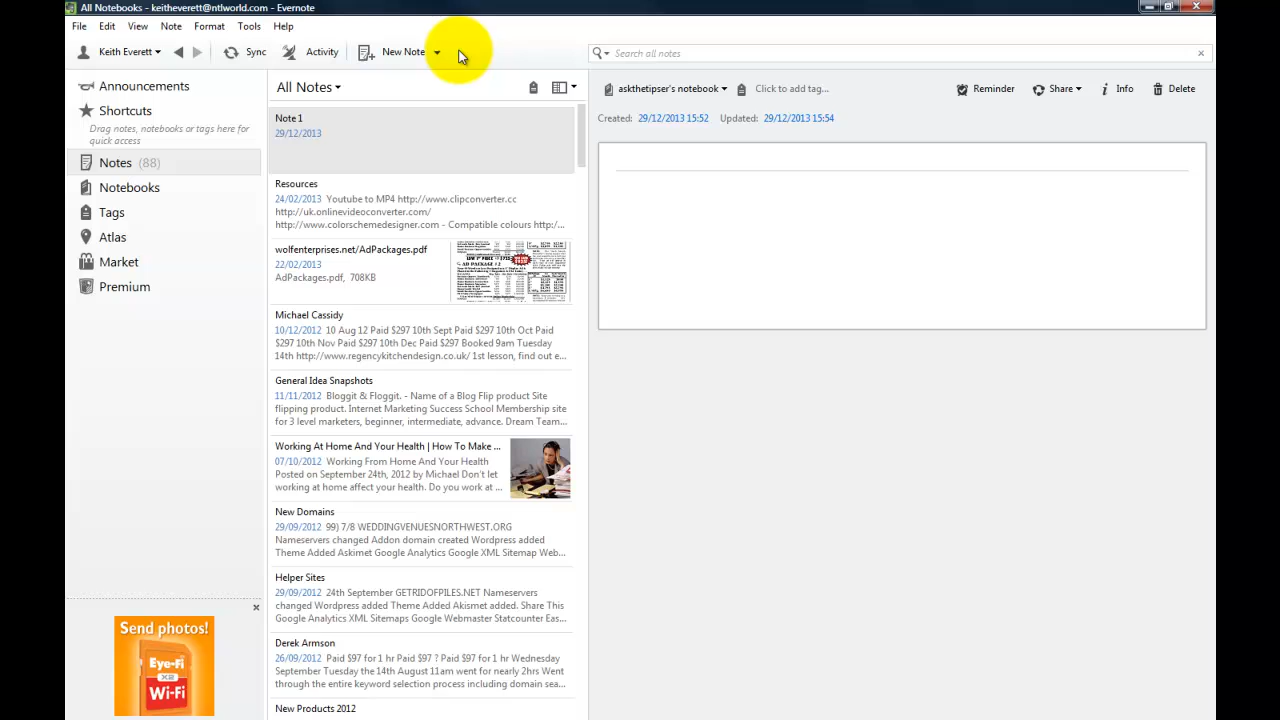 All Notebooks - keitheverett@ntlworld.com - Evernote
File Edit View Note Format Tools Help
Keith Everett Sync Activity New Note Search all notes
Announcements
Shortcuts
Drag notes, notebooks or tags here for
quick access
Notes (88)
Notebooks
Tags
Atlas
Market
Premium
Send photos!
Eye-Fi
X2
Wi-Fi
All Notes
Note 1
29/12/2013
Resources
24/02/2013 Youtube to MP4 http://www.clipconverter.cc
http://uk.onlinevideoconverter.com/
http://www.colorschemedesigner.com - Compatible colours http:/...
wolfenterprises.net/AdPackages.pdf
22/02/2013
AdPackages.pdf, 708KB
AD PACKAGE #2
Michael Cassidy
10/12/2012 10 Aug 12 Paid $297 10th Sept Paid $297 10th Oct Paid
$297 10th Nov Paid $297 10th Dec Paid $297 Booked 9am Tuesday
14th http://www.regencykitchendesign.co.uk/ 1st lesson, find out e...
General Idea Snapshots
11/11/2012 Bloggit & Floggit. - Name of a Blog Flip product Site
flipping product. Internet Marketing Success School Membership site
for 3 level marketers, beginner, intermediate, advance. Dream Team...
Working At Home And Your Health | How To Make ...
07/10/2012 Working From Home And Your Health
Posted on September 24th, 2012 by Michael Don't let
working at home affect your health. Do you work at ...
New Domains
29/09/2012 99) 7/8 WEDDINGVENUESNORTHWEST.ORG
Nameservers changed Addon domain created Wordpress added
Theme Added Askimet Google Analytics Google XML Sitemap Web...
Helper Sites
29/09/2012 24th September GETRIDOFFILES.NET Nameservers
changed Wordpress added Theme Added Akismet added. Share This
Google Analytics XML Sitemaps Google Webmaster Statcounter Eas...
Derek Armson
26/09/2012 Paid $97 for 1 hr Paid $97 ? Paid $97 for 1 hr Wednesday
September Tuesday the 14th August 11am went for nearly 2hrs Went
through the entire keyword selection process including domain sea...
New Products 2012
askthetipser's notebook Click to add tag... Reminder Share Info Delete
Created: 29/12/2013 15:52 Updated: 29/12/2013 15:54